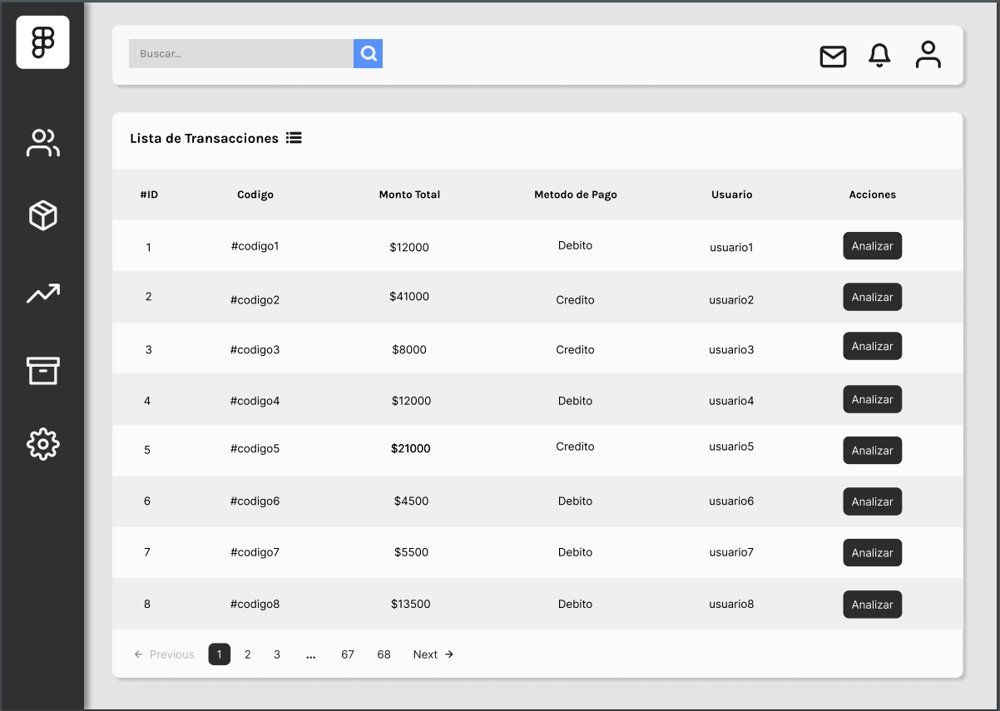 Buscar...
Lista de Transacciones
#ID Codigo Monto Total Metodo de Pago Usuario Acciones
1 #codigo1 $12000 Debito usuario1 Analizar
2 #codigo2 $41000 Credito usuario2 Analizar
3 #codigo3 $8000 Credito usuario3 Analizar
4 #codigo4 $12000 Debito usuario4 Analizar
5 #codigo5 $21000 Credito usuario5 Analizar
6 #codigo6 $4500 Debito usuario6 Analizar
7 #codigo7 $5500 Debito usuario7 Analizar
8 #codigo8 $13500 Debito usuario8 Analizar
← Previous 1 2 3 ... 67 68 Next →